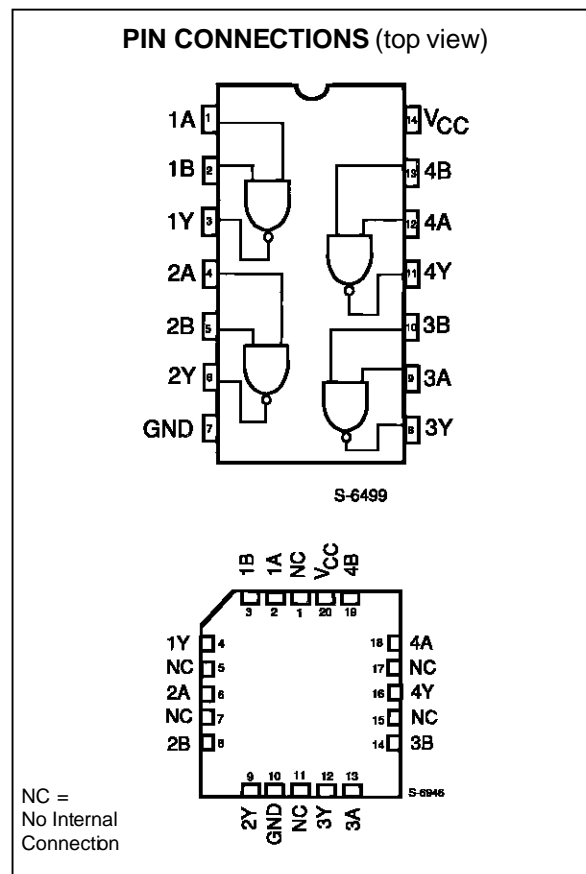 PIN CONNECTIONS (top view)
1A 1 14 VCC
1B 2 13 4B
1Y 3 12 4A
2A 4 11 4Y
2B 5 10 3B
2Y 6 9 3A
GND 7 8 3Y
S-6499
1B 1A NC VCC 4B
3 2 1 20 19
1Y 4 18 4A
NC 5 17 NC
2A 6 16 4Y
NC 7 15 NC
2B 8 14 3B
9 10 11 12 13
2Y GND NC 3Y 3A
S-6946
NC =
No Internal
Connection